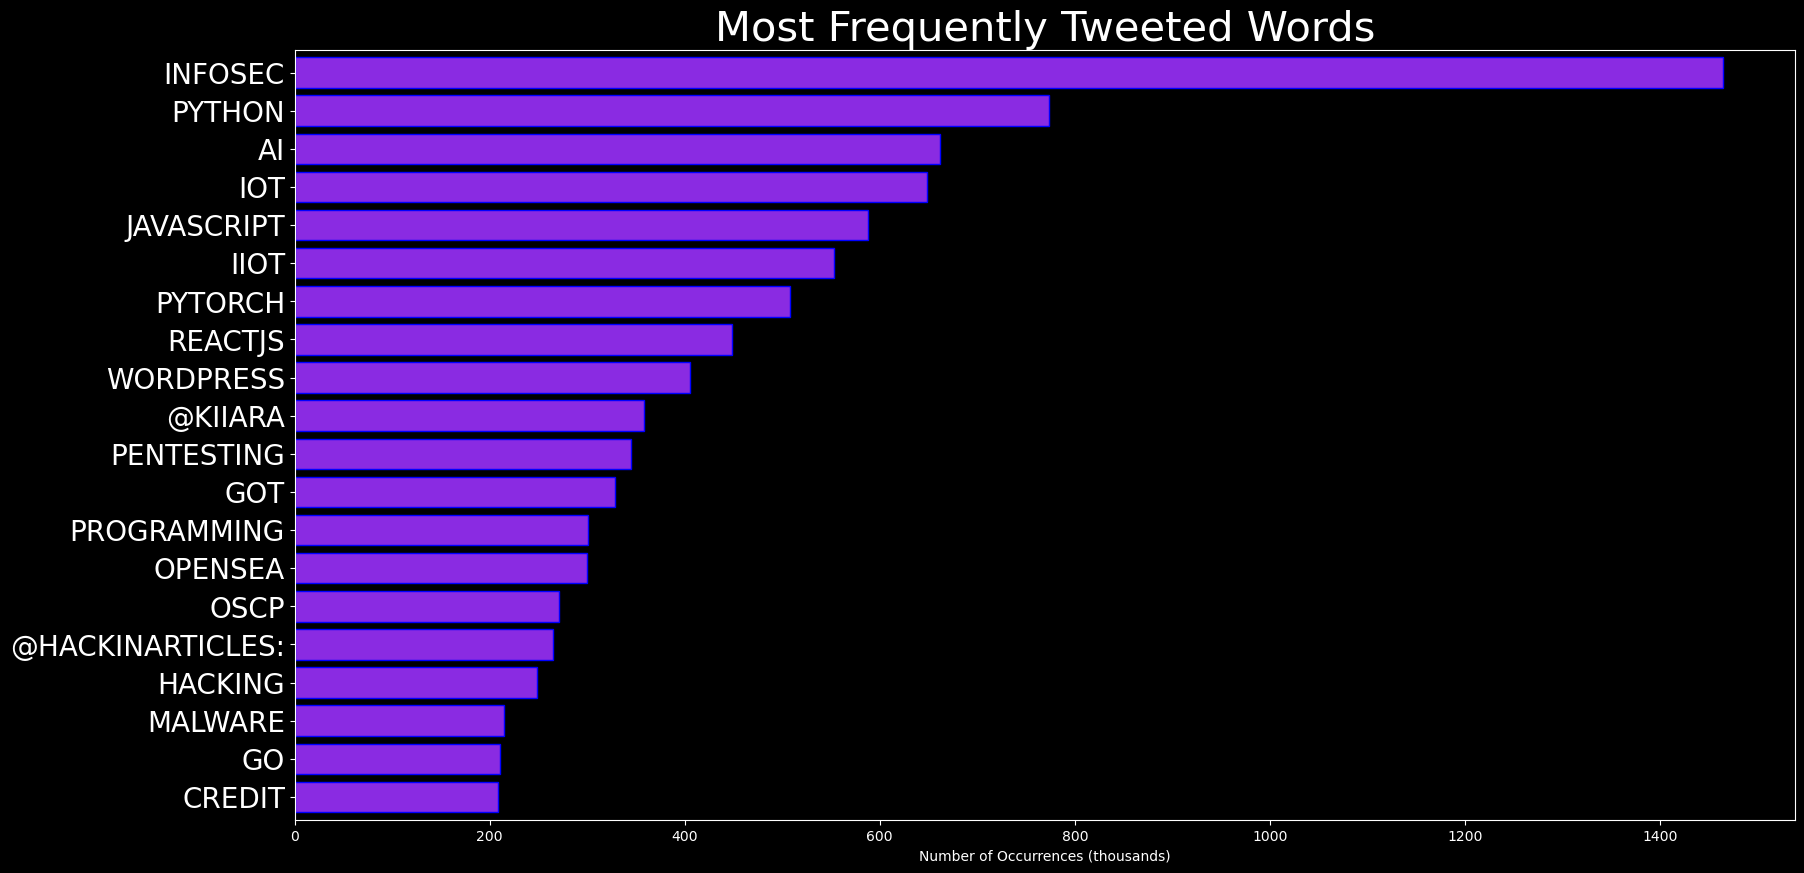 Most Frequently Tweeted Words
INFOSEC
PYTHON
AI
IOT
JAVASCRIPT
IIOT
PYTORCH
REACTJS
WORDPRESS
@KIIARA
PENTESTING
GOT
PROGRAMMING
OPENSEA
OSCP
@HACKINARTICLES:
HACKING
MALWARE
GO
CREDIT
0 200 400 600 800 1000 1200 1400
Number of Occurrences (thousands)